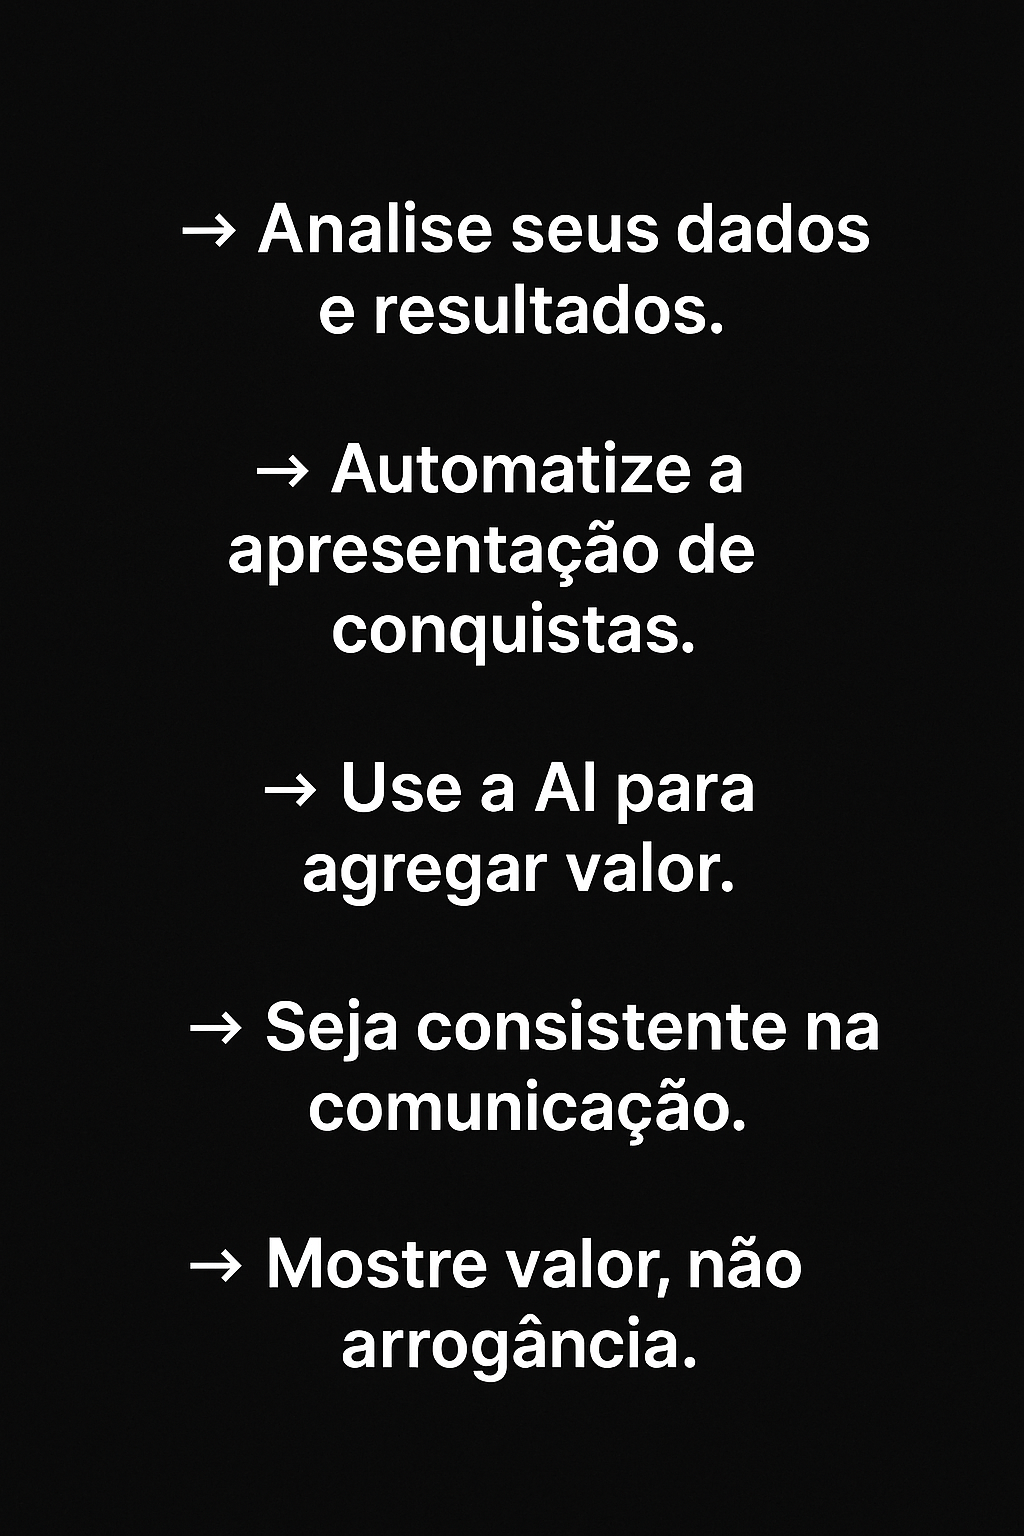 → Analise seus dados
e resultados.
→ Automatize a
apresentação de
conquistas.
→ Use a AI para
agregar valor.
→ Seja consistente na
comunicação.
→ Mostre valor, não
arrogância.